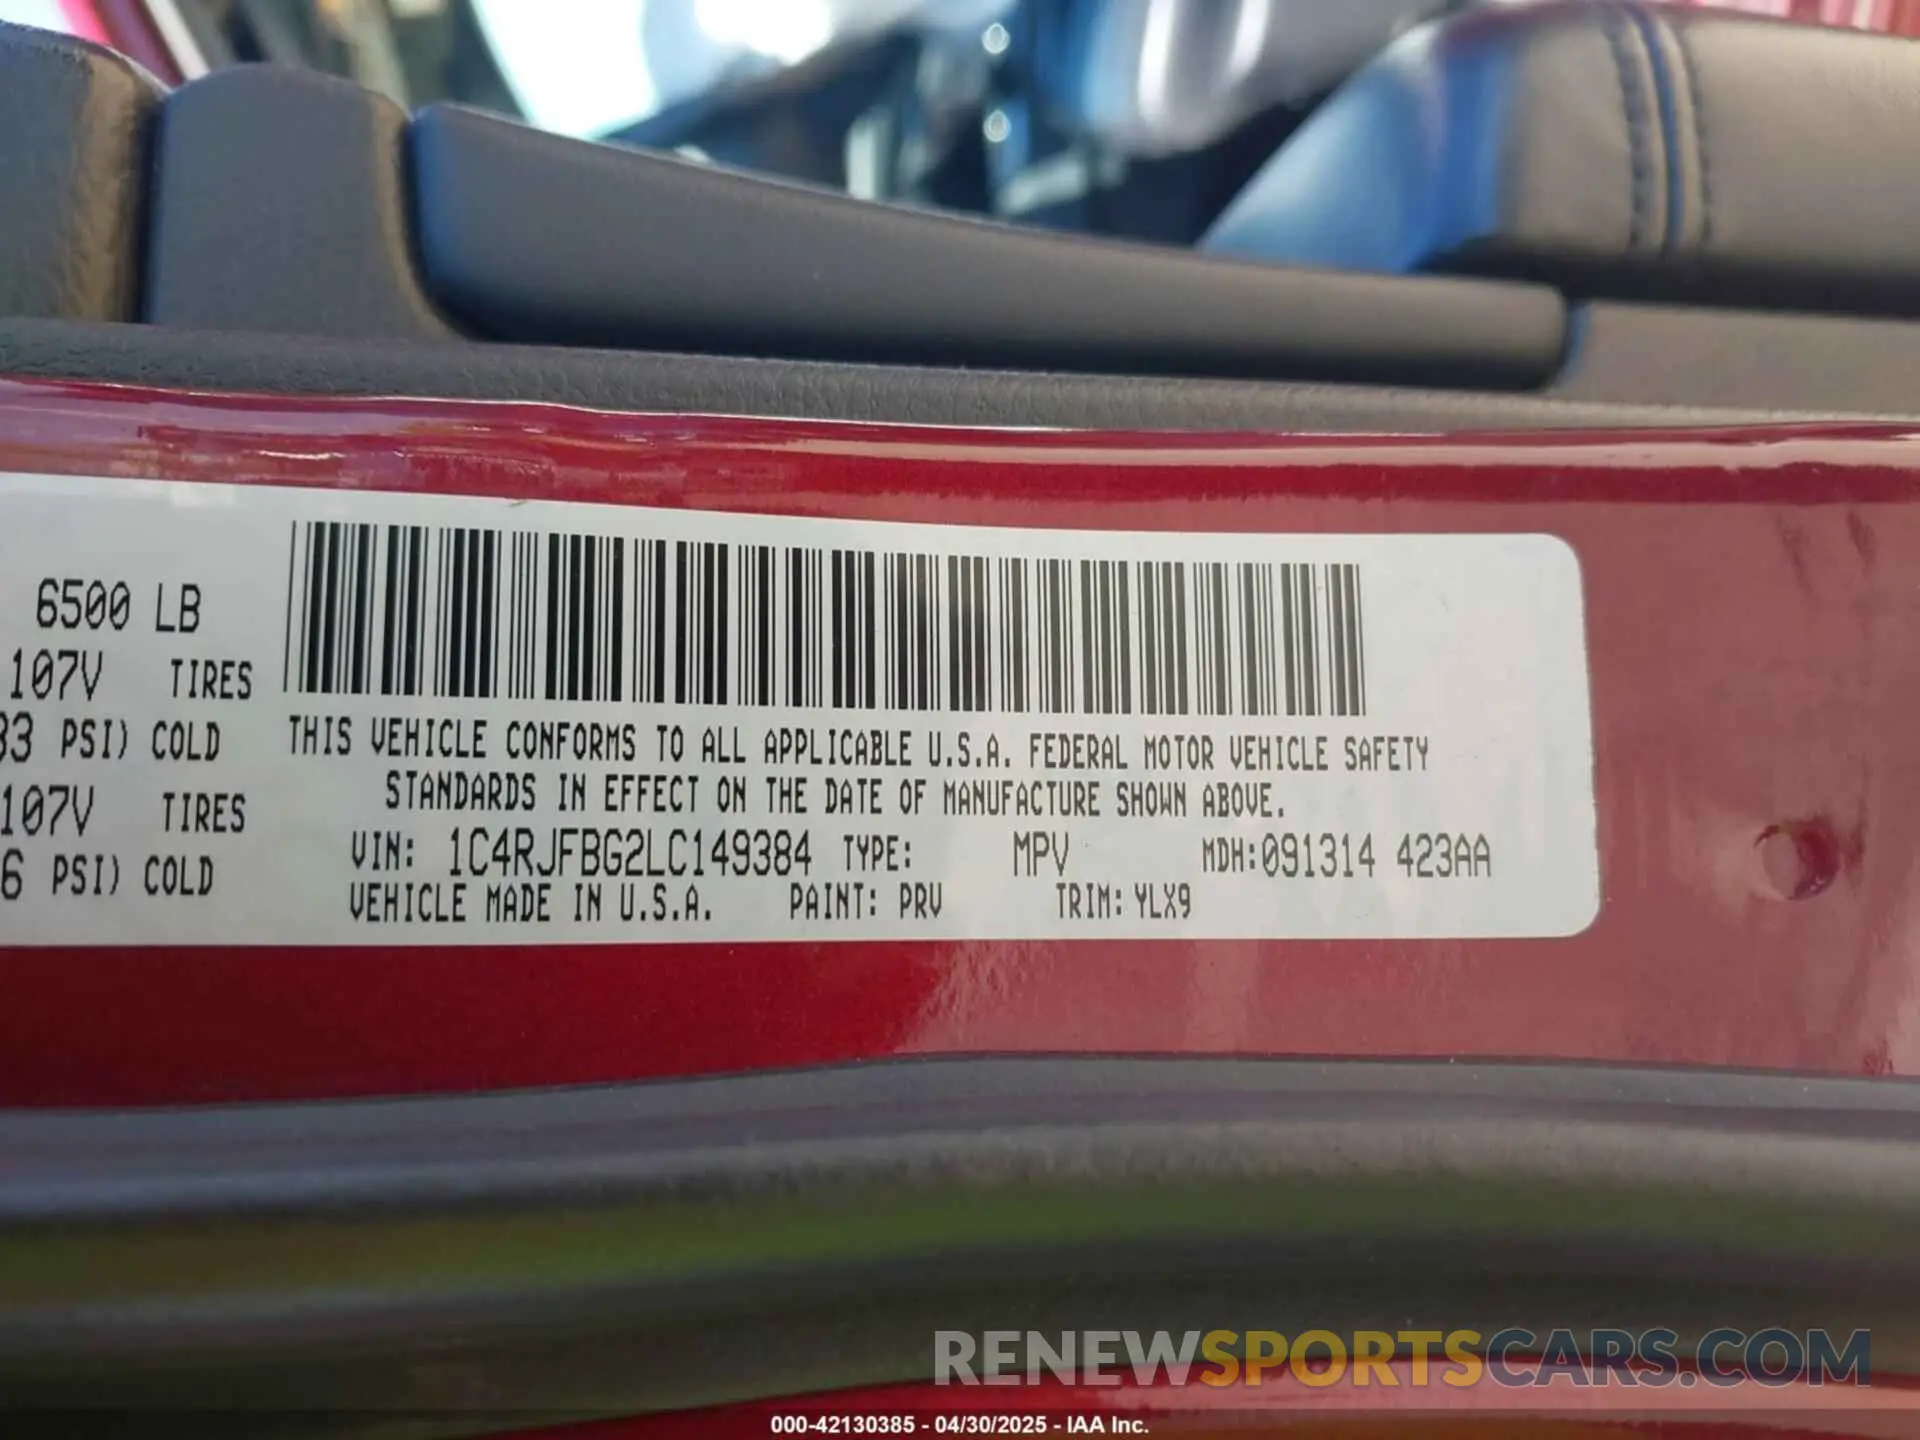 6500 LB
107V TIRES
33 PSI) COLD
107V TIRES
6 PSI) COLD
THIS VEHICLE CONFORMS TO ALL APPLICABLE U.S.A. FEDERAL MOTOR VEHICLE SAFETY
STANDARDS IN EFFECT ON THE DATE OF MANUFACTURE SHOWN ABOVE.
VIN: 1C4RJFBG2LC149384 TYPE: MPV MDH:091314 423AA
VEHICLE MADE IN U.S.A. PAINT: PRV TRIM: YLX9
RENEWSPORTSCARS.COM
000-42130385 - 04/30/2025 - IAA Inc.